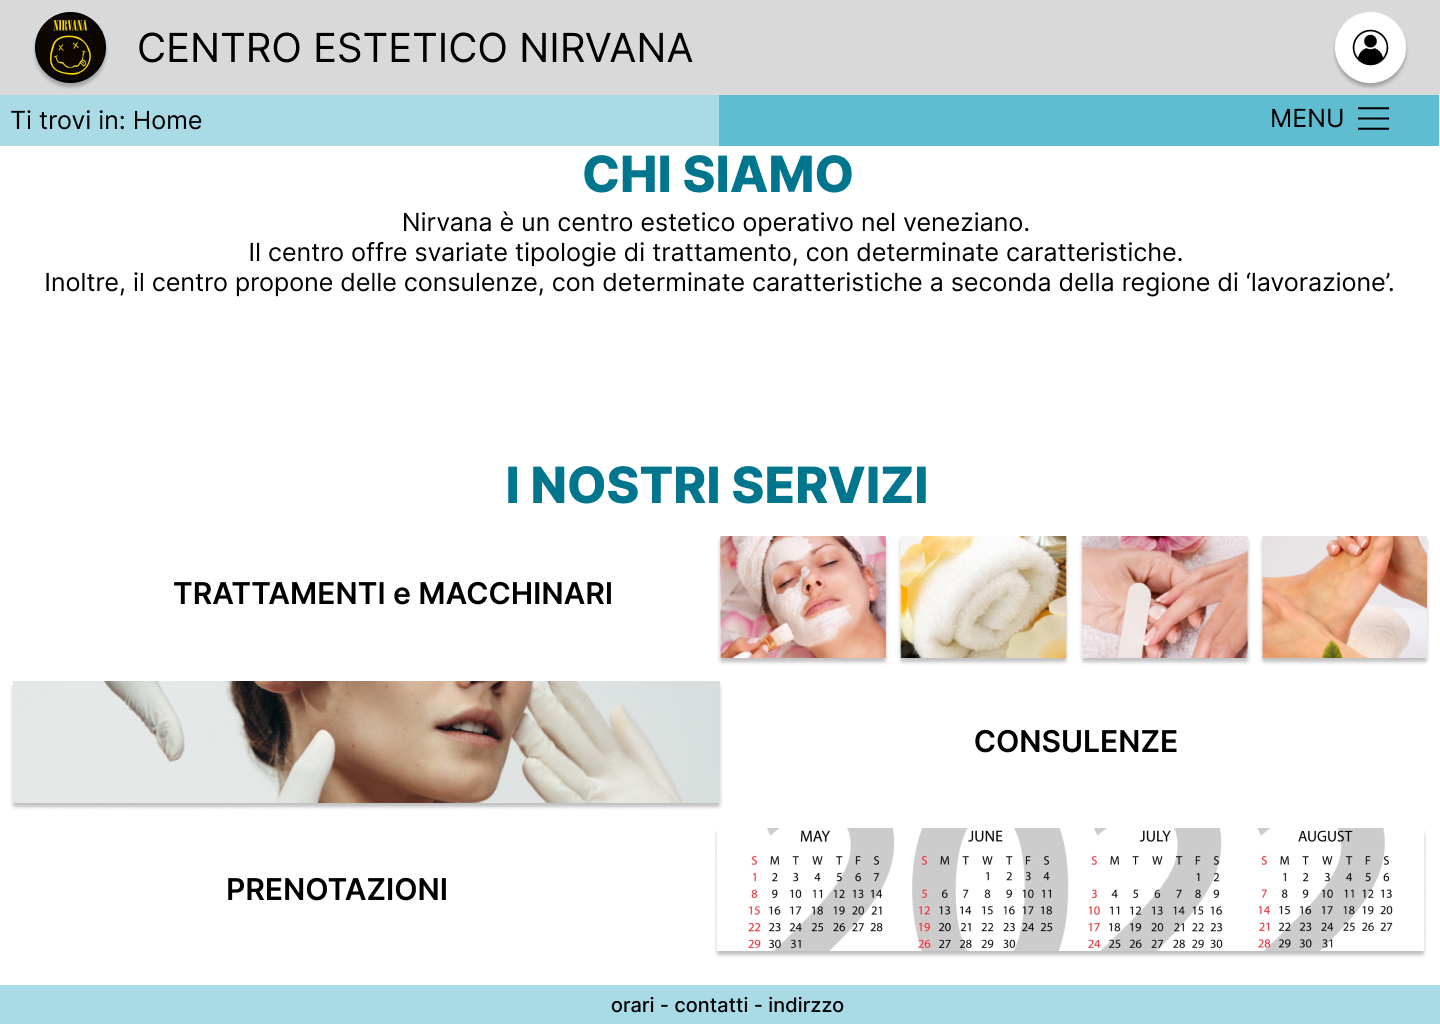 NIRVANA
CENTRO ESTETICO NIRVANA
Ti trovi in: Home
MENU
CHI SIAMO
Nirvana è un centro estetico operativo nel veneziano.
Il centro offre svariate tipologie di trattamento, con determinate caratteristiche.
Inoltre, il centro propone delle consulenze, con determinate caratteristiche a seconda della regione di ‘lavorazione’.
I NOSTRI SERVIZI
TRATTAMENTI e MACCHINARI
CONSULENZE
PRENOTAZIONI
2022
MAY
S M T W T F S
1 2 3 4 5 6 7
8 9 10 11 12 13 14
15 16 17 18 19 20 21
22 23 24 25 26 27 28
29 30 31
JUNE
S M T W T F S
1 2 3 4
5 6 7 8 9 10 11
12 13 14 15 16 17 18
19 20 21 22 23 24 25
26 27 28 29 30
JULY
S M T W T F S
1 2
3 4 5 6 7 8 9
10 11 12 13 14 15 16
17 18 19 20 21 22 23
24 25 26 27 28 29 30
AUGUST
S M T W T F S
1 2 3 4 5 6
7 8 9 10 11 12 13
14 15 16 17 18 19 20
21 22 23 24 25 26 27
28 29 30 31
orari - contatti - indirzzo